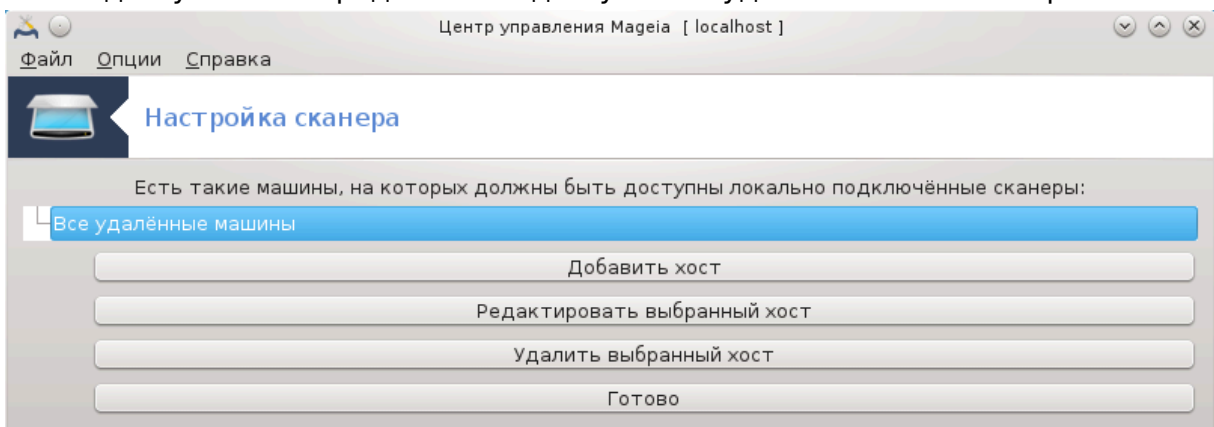 Центр управления Mageia [ localhost ]
Файл Опции Справка
Настройка сканера
Есть такие машины, на которых должны быть доступны локально подключённые сканеры:
Все удалённые машины
Добавить хост
Редактировать выбранный хост
Удалить выбранный хост
Готово